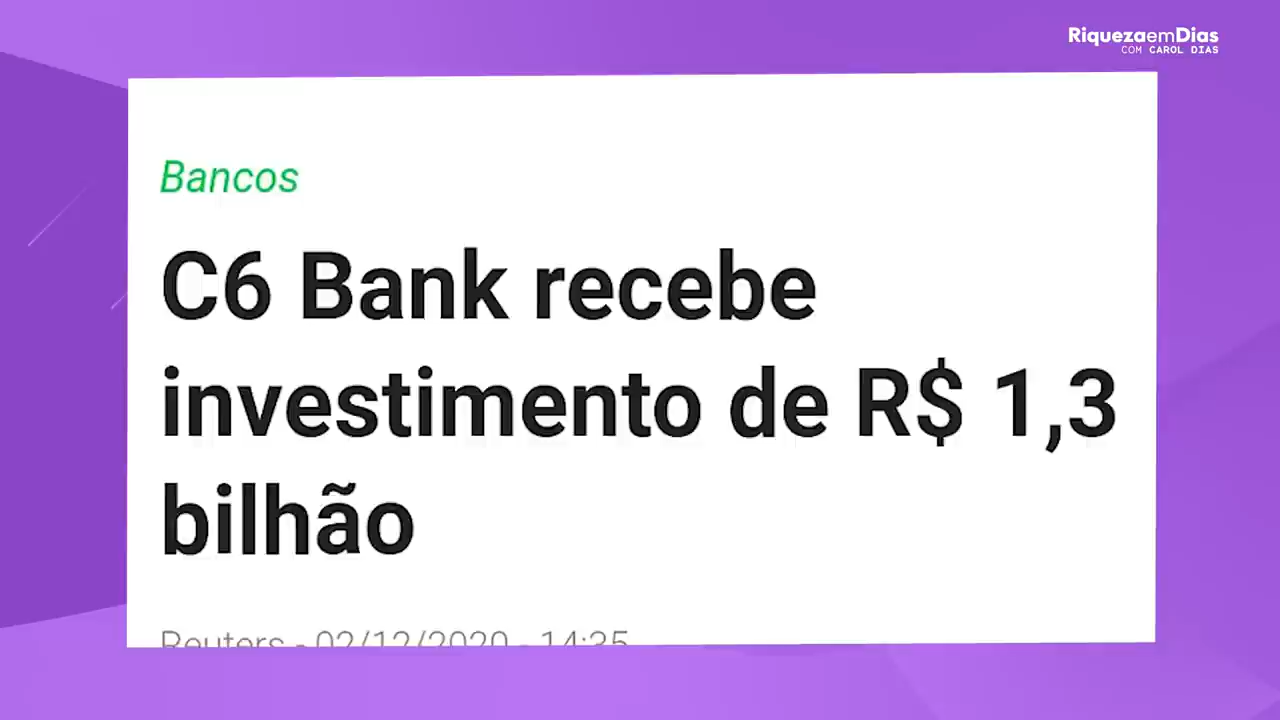 RiquezaemDias
COM CAROL DIAS
Bancos
C6 Bank recebe
investimento de R$ 1,3
bilhão
Reuters - 02/12/2020 - 14:35